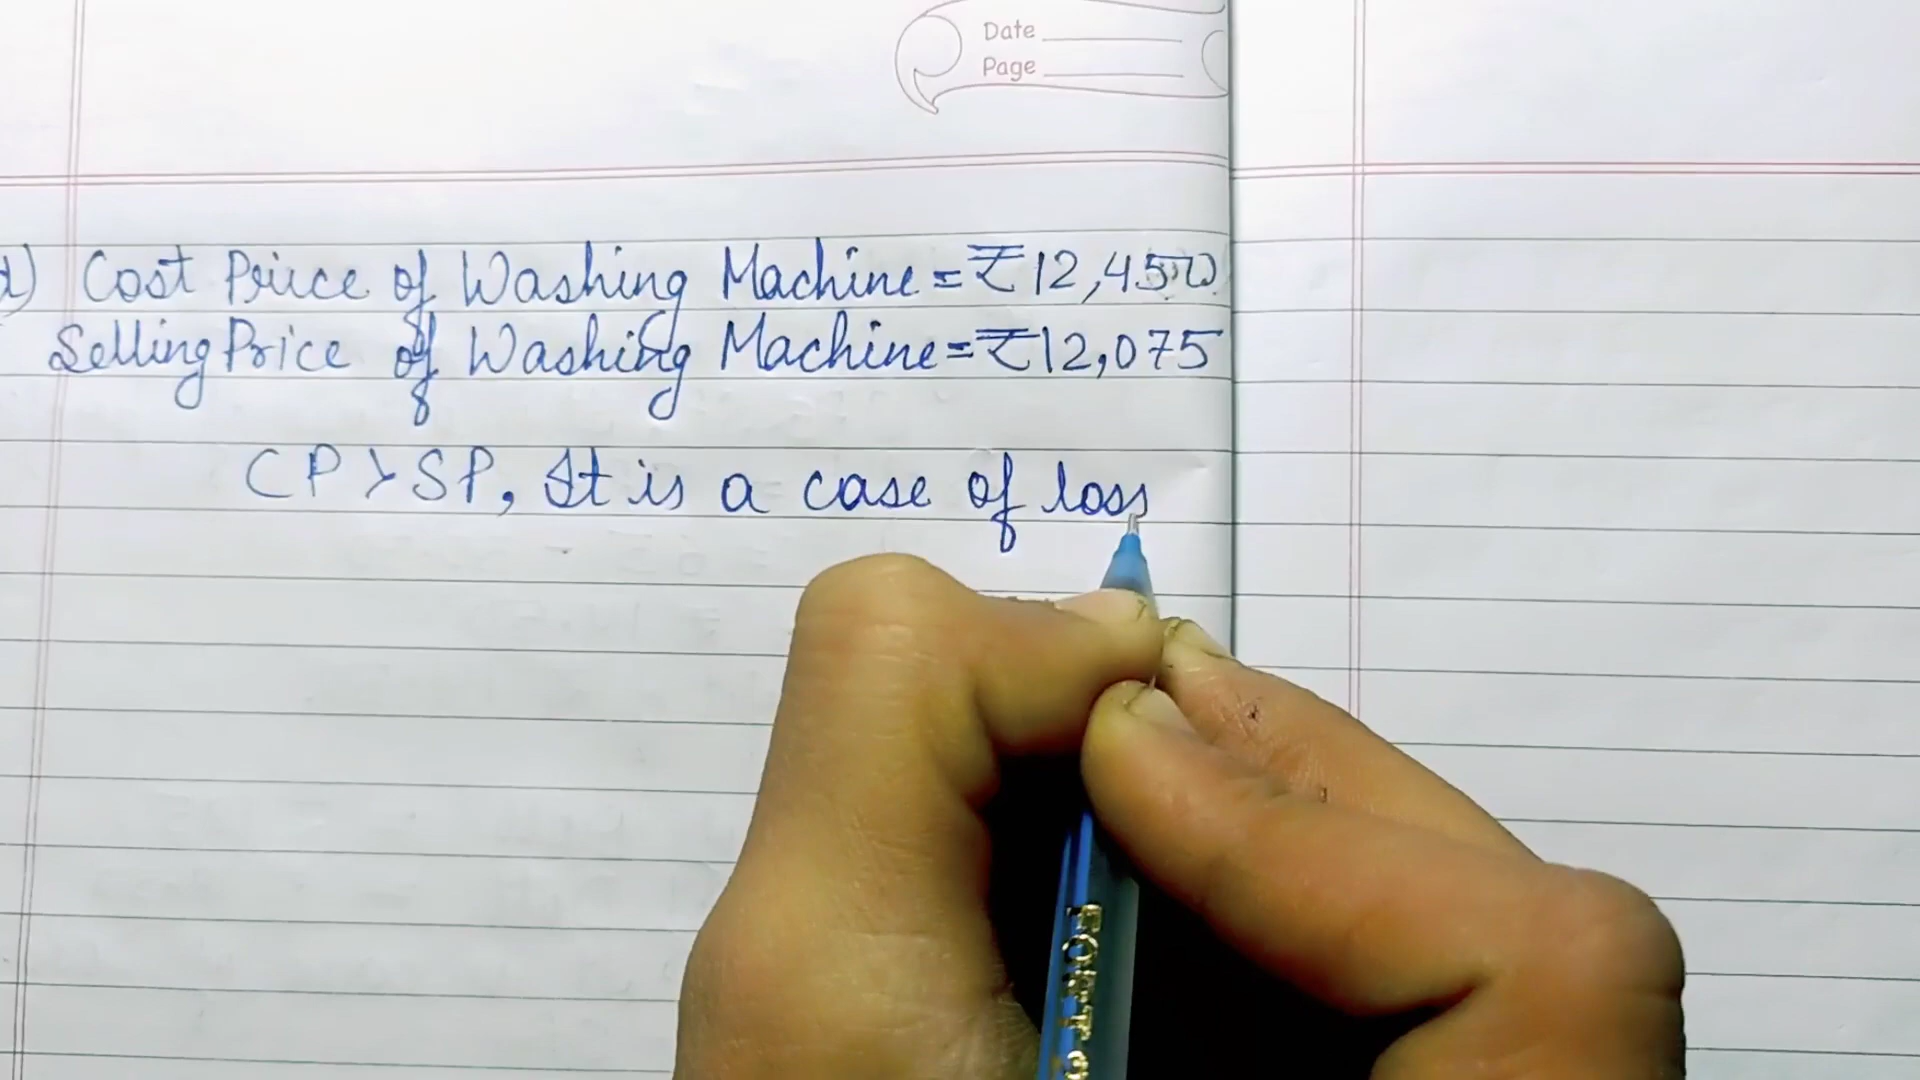 Date
Page
d) Cost Price of Washing Machine = ₹12,450
Selling Price of Washing Machine = ₹12,075
CP > SP, It is a case of loss